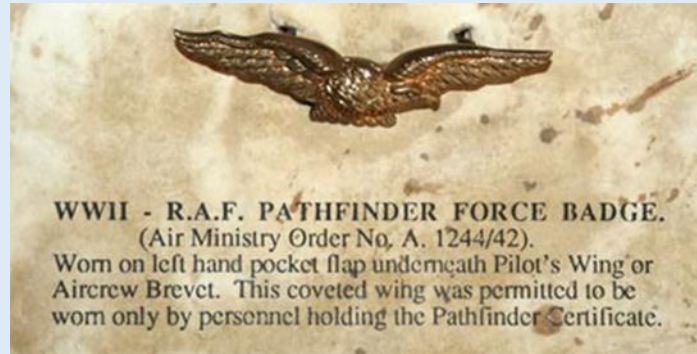 WWII - R.A.F. PATHFINDER FORCE BADGE.
(Air Ministry Order No. A. 1244/42).
Worn on left hand pocket flap underneath Pilot's Wing or
Aircrew Brevet. This coveted wing was permitted to be
worn only by personnel holding the Pathfinder Certificate.